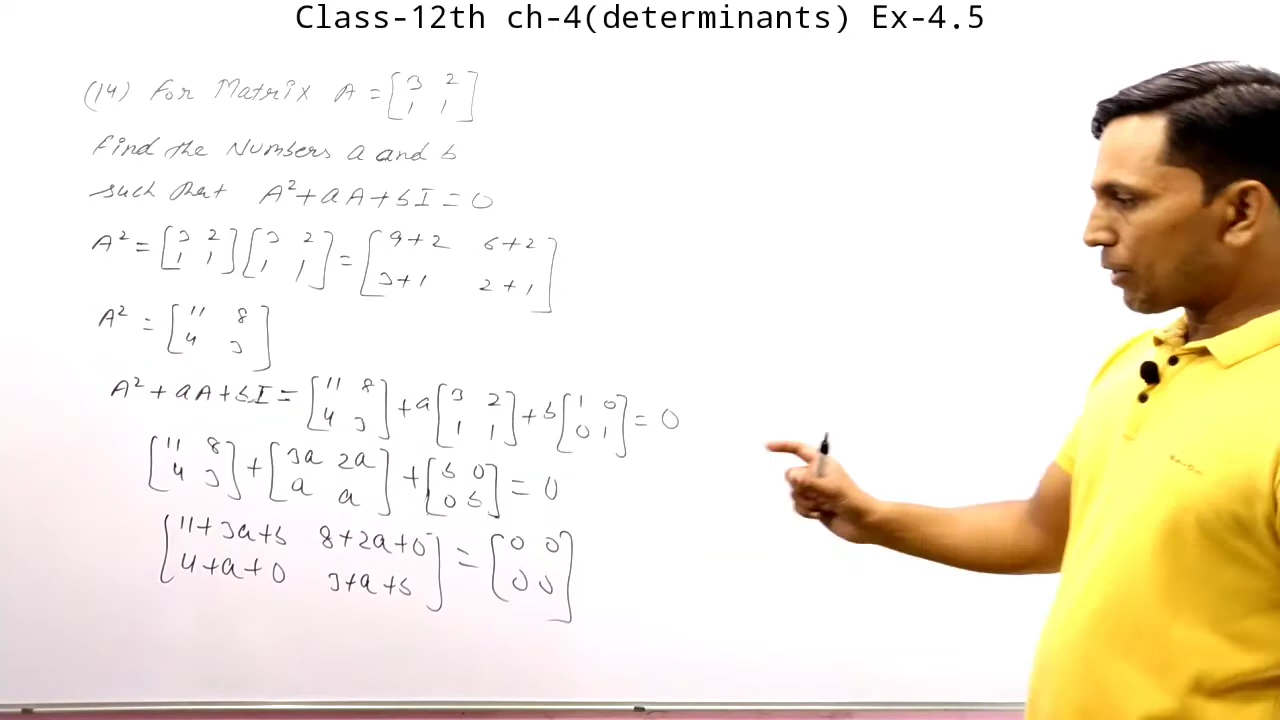 Class-12th ch-4(determinants) Ex-4.5
(14) For Matrix A = [3 2 1 1]
Find the Numbers a and b
such that A² + aA + bI = 0
A² = [3 2 1 1] [3 2 1 1] = [9+2 6+2 3+1 2+1]
A² = [11 8 4 3]
A² + aA + bI = [11 8 4 3] + a[3 2 1 1] + b[1 0 0 1] = 0
[11 8 4 3] + [3a 2a a a] + [b 0 0 b] = 0
[11+3a+b 8+2a+0 4+a+0 3+a+b] = [0 0 0 0]